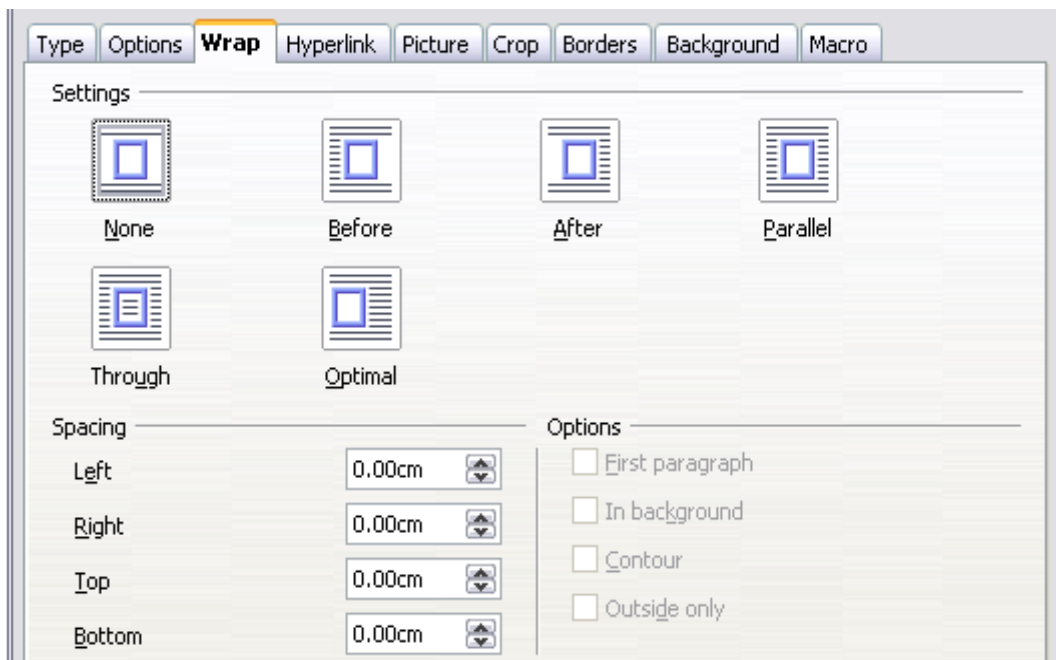 Type Options Wrap Hyperlink Picture Crop Borders Background Macro
Settings
None Before After Parallel
Through Optimal
Spacing Options
Left 0.00cm First paragraph
Right 0.00cm In background
Top 0.00cm Contour
Bottom 0.00cm Outside only